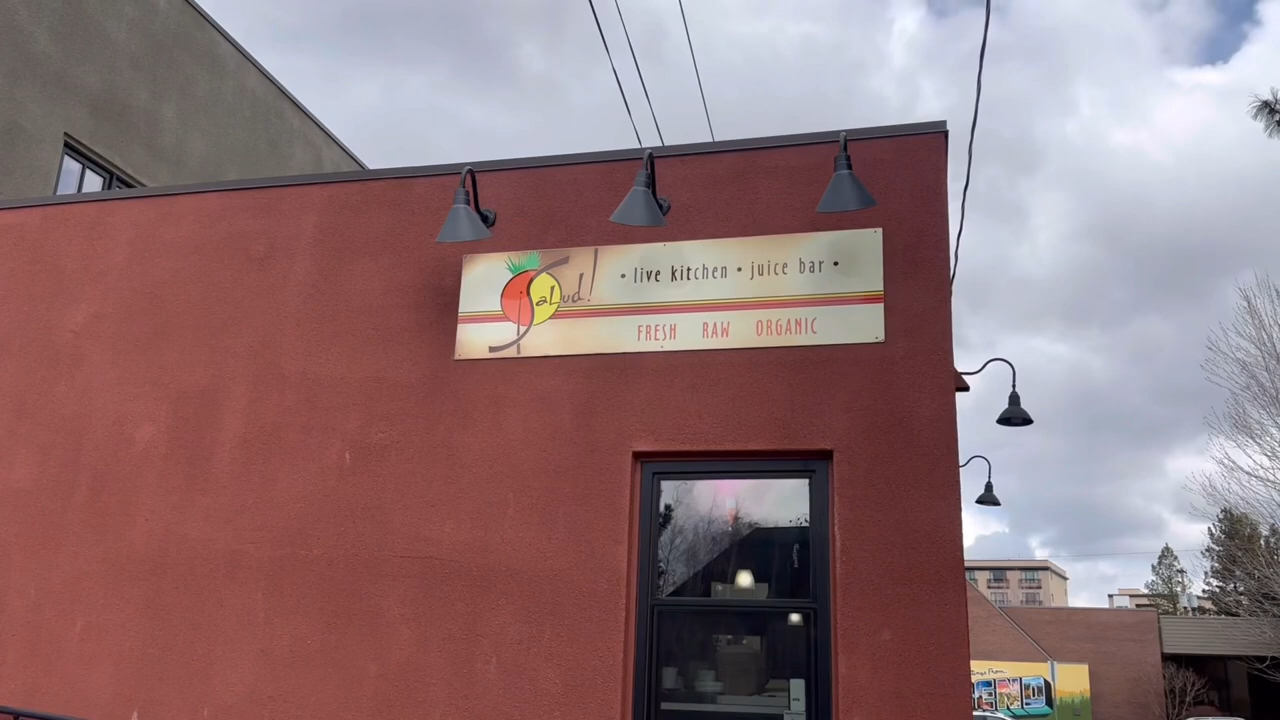 ¡Salud!
• live kitchen • juice bar •
FRESH RAW ORGANIC